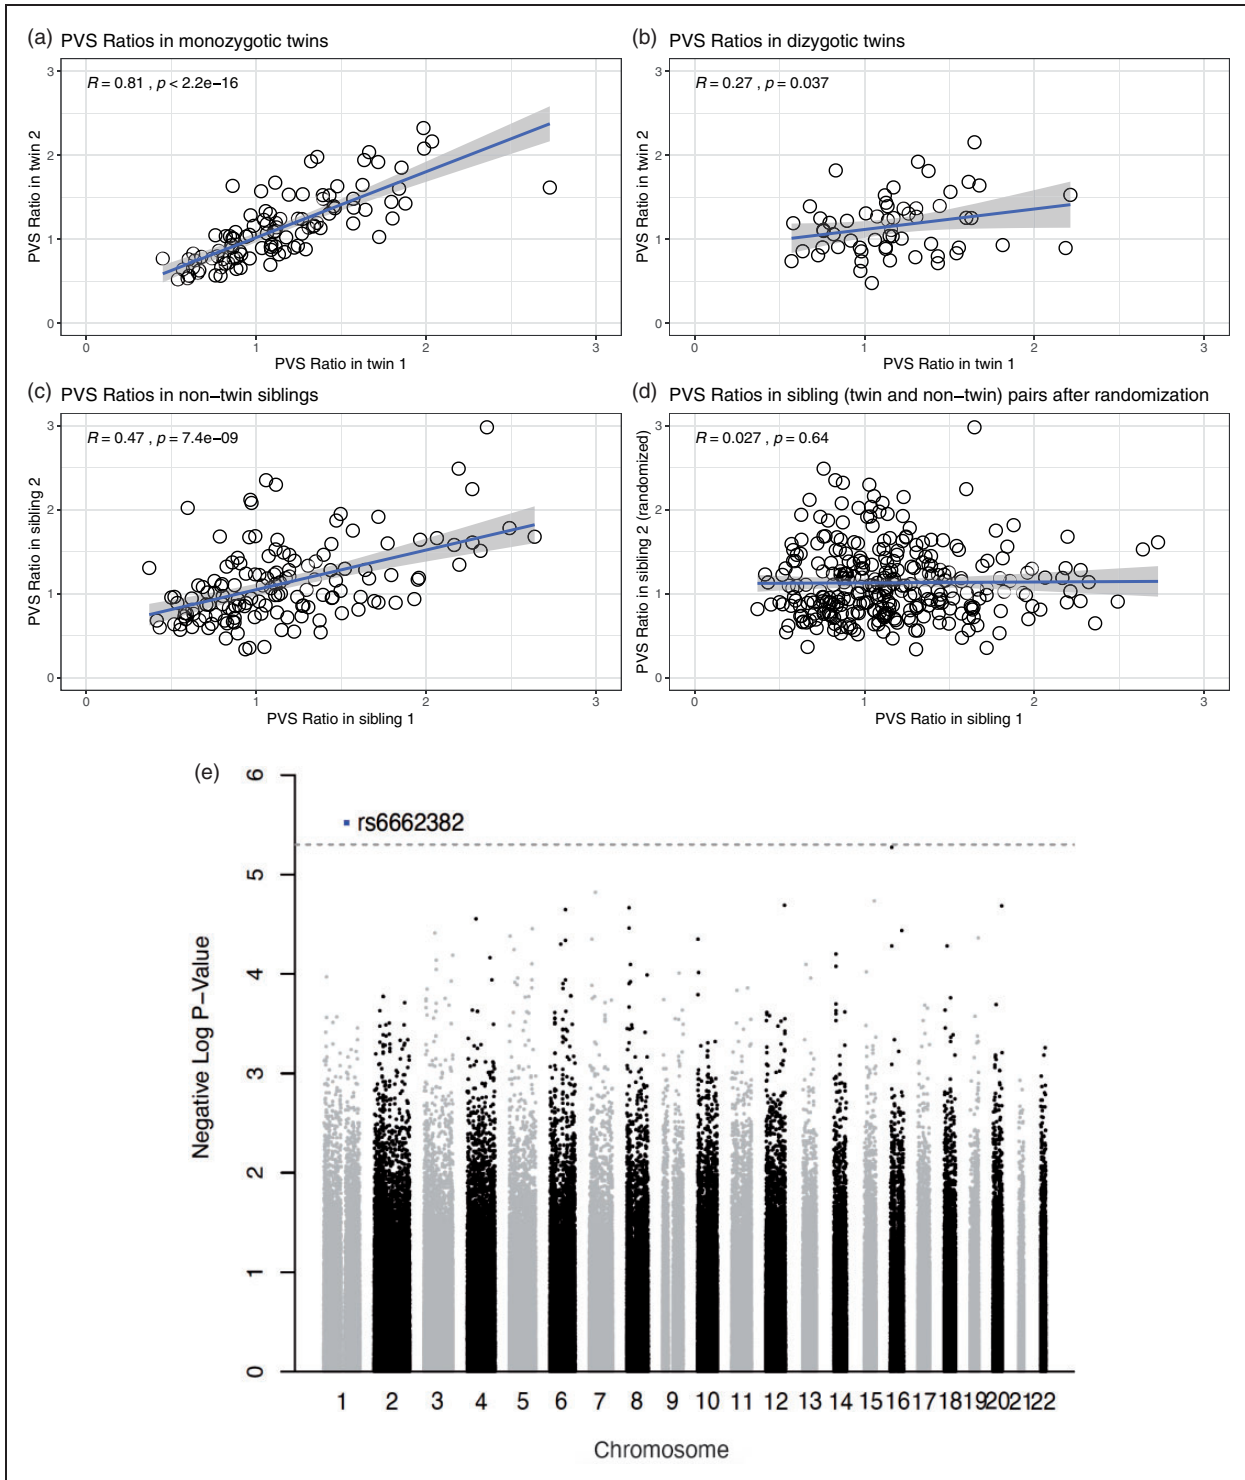 (a) PVS Ratios in monozygotic twins
R = 0.81 , p < 2.2e−16
3
2
1
0
PVS Ratio in twin 2
0 1 2 3
PVS Ratio in twin 1
(b) PVS Ratios in dizygotic twins
R = 0.27 , p = 0.037
3
2
1
0
PVS Ratio in twin 2
0 1 2 3
PVS Ratio in twin 1
(c) PVS Ratios in non−twin siblings
R = 0.47 , p = 7.4e−09
3
2
1
0
PVS Ratio in sibling 2
0 1 2 3
PVS Ratio in sibling 1
(d) PVS Ratios in sibling (twin and non−twin) pairs after randomization
R = 0.027 , p = 0.64
3
2
1
0
PVS Ratio in sibling 2 (randomized)
0 1 2 3
PVS Ratio in sibling 1
(e)
6
5
4
3
2
1
0
Negative Log P−Value
rs6662382
1 2 3 4 5 6 7 8 9 10 11 12 13 14 15 16 17 18 19 20 21 22
Chromosome